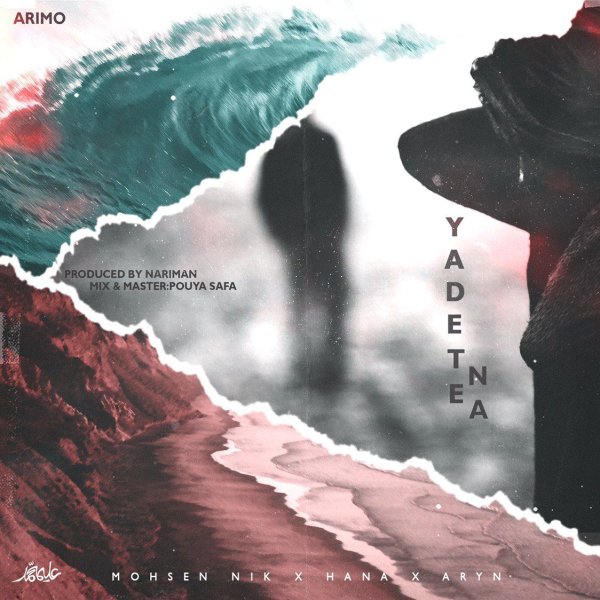 ARIMO
YADETE NA
PRODUCED BY NARIMAN
MIX & MASTER:POUYA SAFA
MOHSEN NIK X HANA X ARYN